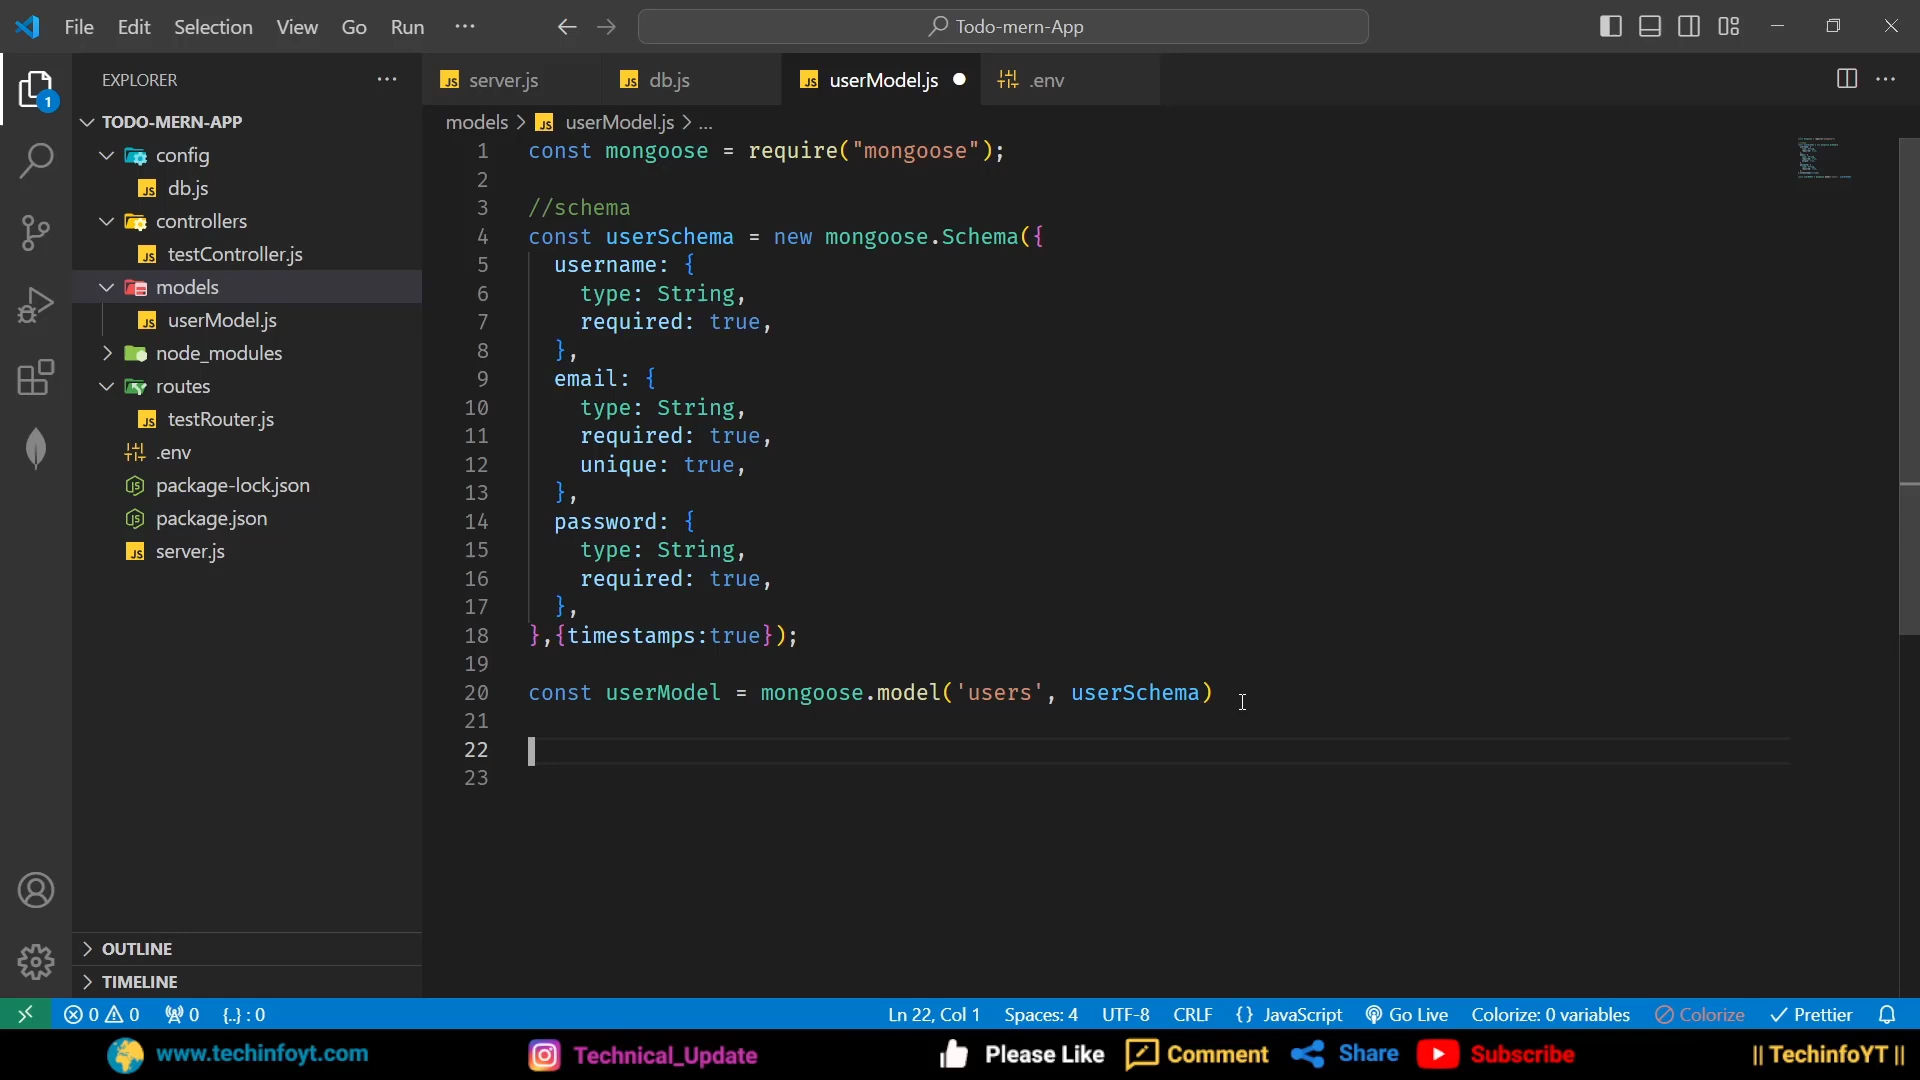 File Edit Selection View Go Run ··· Todo-mern-App
EXPLORER ···
server.js db.js userModel.js .env
TODO-MERN-APP
config
db.js
controllers
testController.js
models
userModel.js
node_modules
routes
testRouter.js
.env
package-lock.json
package.json
server.js
OUTLINE
TIMELINE
models > userModel.js > ...
1 const mongoose = require("mongoose");
2
3 //schema
4 const userSchema = new mongoose.Schema({
5 username: {
6 type: String,
7 required: true,
8 },
9 email: {
10 type: String,
11 required: true,
12 unique: true,
13 },
14 password: {
15 type: String,
16 required: true,
17 },
18 },{timestamps:true});
19
20 const userModel = mongoose.model('users', userSchema)
21
22
23
0 0 0 {..} : 0 Ln 22, Col 1 Spaces: 4 UTF-8 CRLF {} JavaScript Go Live Colorize: 0 variables Colorize Prettier
www.techinfoyt.com Technical_Update Please Like Comment Share Subscribe || TechinfoYT ||
1